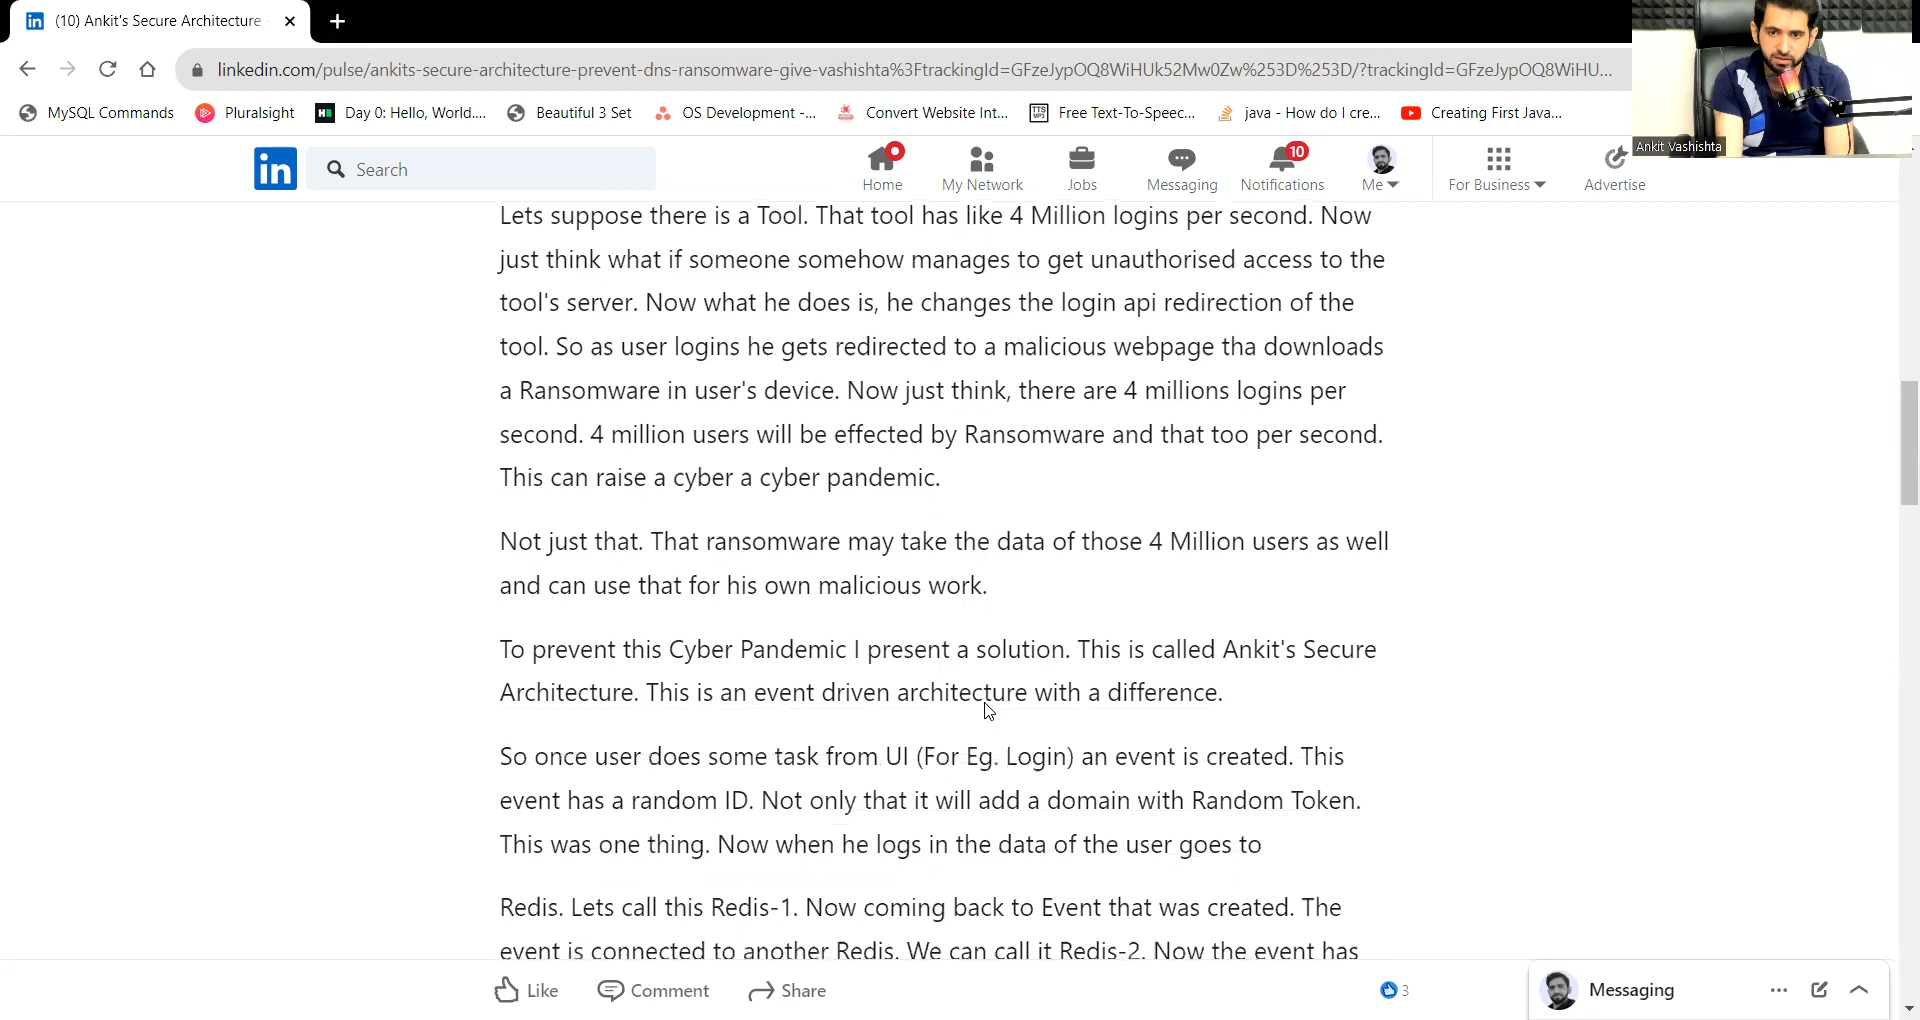 (10) Ankit's Secure Architecture
linkedin.com/pulse/ankits-secure-architecture-prevent-dns-ransomware-give-vashishta%3FtrackingId=GFzeJypOQ8WiHUk52Mw0Zw%253D%253D/?trackingId=GFzeJypOQ8WiHU...
MySQL Commands
Pluralsight
Day 0: Hello, World....
Beautiful 3 Set
OS Development -...
Convert Website Int...
Free Text-To-Speec...
java - How do I cre...
Creating First Java...
Ankit Vashishta
in
Search
Home
My Network
Jobs
Messaging
10
Notifications
Me
For Business
Advertise
Lets suppose there is a Tool. That tool has like 4 Million logins per second. Now
just think what if someone somehow manages to get unauthorised access to the
tool's server. Now what he does is, he changes the login api redirection of the
tool. So as user logins he gets redirected to a malicious webpage tha downloads
a Ransomware in user's device. Now just think, there are 4 millions logins per
second. 4 million users will be effected by Ransomware and that too per second.
This can raise a cyber a cyber pandemic.
Not just that. That ransomware may take the data of those 4 Million users as well
and can use that for his own malicious work.
To prevent this Cyber Pandemic I present a solution. This is called Ankit's Secure
Architecture. This is an event driven architecture with a difference.
So once user does some task from UI (For Eg. Login) an event is created. This
event has a random ID. Not only that it will add a domain with Random Token.
This was one thing. Now when he logs in the data of the user goes to
Redis. Lets call this Redis-1. Now coming back to Event that was created. The
event is connected to another Redis. We can call it Redis-2. Now the event has
Like
Comment
Share
3
Messaging